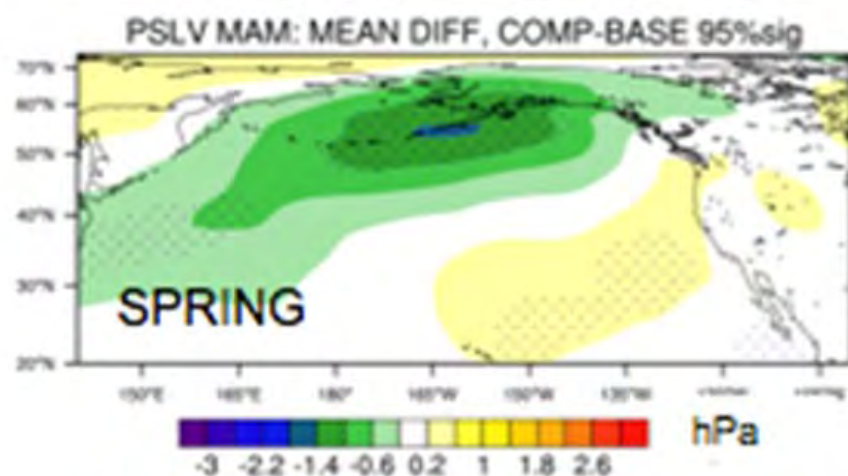 PSLV MAM: MEAN DIFF, COMP-BASE 95%sig
70°N
60°N
50°N
40°N
30°N
20°N
SPRING
150°E 165°E 180° 165°W 150°W 135°W
-3 -2.2 -1.4 -0.6 0.2 1 1.8 2.6 hPa